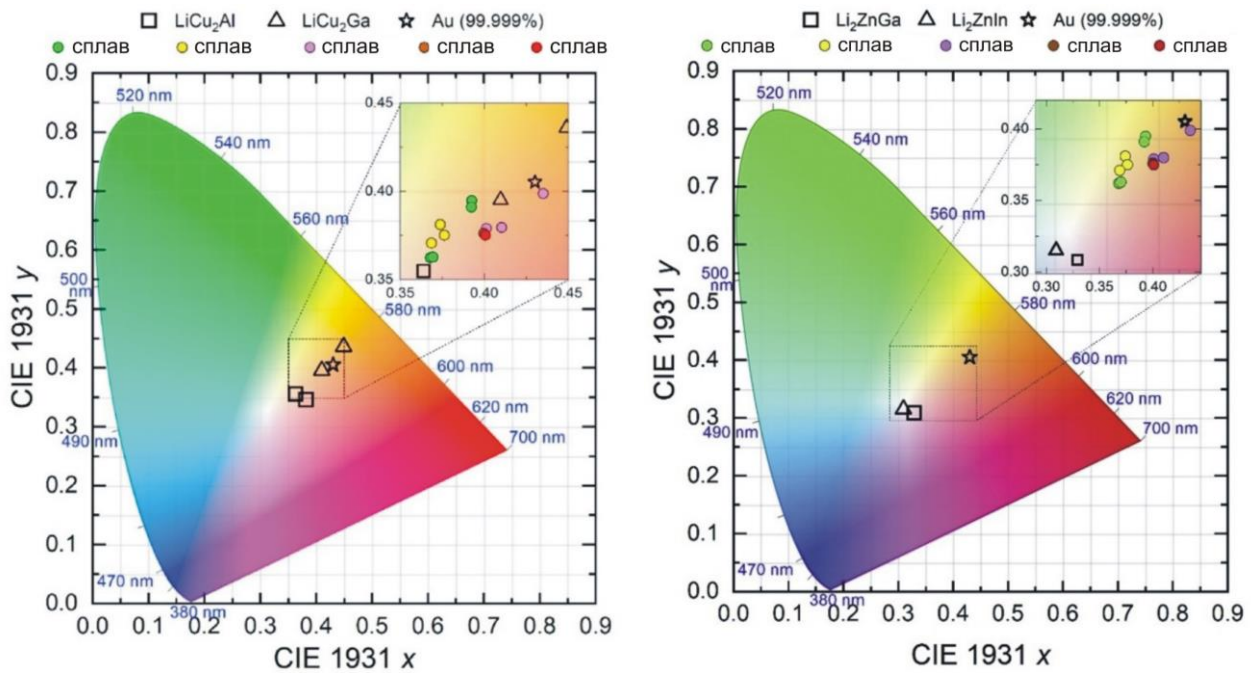 LiCu₂Al LiCu₂Ga Au (99.999%)
сплав сплав сплав сплав сплав
0.9
0.8
0.7
0.6
0.5
0.4
0.3
0.2
0.1
0.0
CIE 1931 y
520 nm
540 nm
560 nm
580 nm
600 nm
620 nm
700 nm
500 nm
490 nm
470 nm
380 nm
0.45
0.40
0.35
0.35 0.40 0.45
0.0 0.1 0.2 0.3 0.4 0.5 0.6 0.7 0.8 0.9
CIE 1931 x
Li₂ZnGa Li₂ZnIn Au (99.999%)
сплав сплав сплав сплав сплав
0.9
0.8
0.7
0.6
0.5
0.4
0.3
0.2
0.1
0.0
CIE 1931 y
520 nm
540 nm
560 nm
580 nm
600 nm
620 nm
700 nm
500 nm
490 nm
470 nm
380 nm
0.40
0.35
0.30
0.30 0.35 0.40
0.0 0.1 0.2 0.3 0.4 0.5 0.6 0.7 0.8 0.9
CIE 1931 x